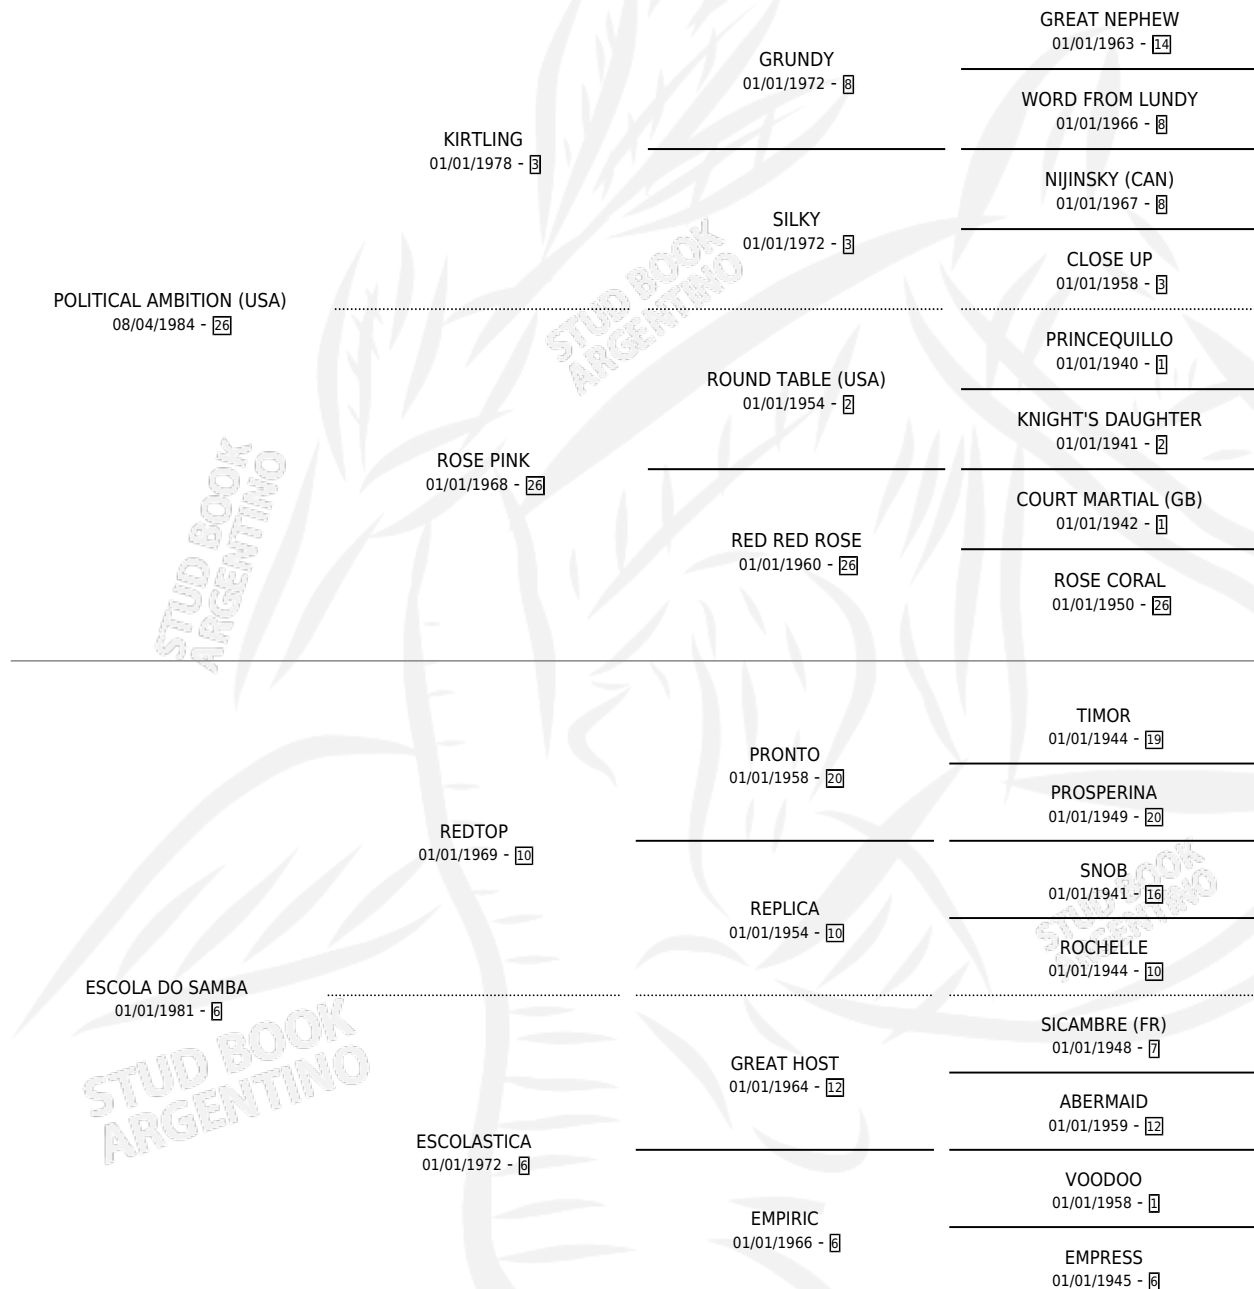 POLITICAL AMBITION (USA)
08/04/1984 - 26
KIRTLING
01/01/1978 - 3
GRUNDY
01/01/1972 - 8
GREAT NEPHEW
01/01/1963 - 14
WORD FROM LUNDY
01/01/1966 - 8
SILKY
01/01/1972 - 3
NIJINSKY (CAN)
01/01/1967 - 8
CLOSE UP
01/01/1958 - 3
ROSE PINK
01/01/1968 - 26
ROUND TABLE (USA)
01/01/1954 - 2
PRINCEQUILLO
01/01/1940 - 1
KNIGHT'S DAUGHTER
01/01/1941 - 2
RED RED ROSE
01/01/1960 - 26
COURT MARTIAL (GB)
01/01/1942 - 1
ROSE CORAL
01/01/1950 - 26
ESCOLA DO SAMBA
01/01/1981 - 6
REDTOP
01/01/1969 - 10
PRONTO
01/01/1958 - 20
TIMOR
01/01/1944 - 19
PROSPERINA
01/01/1949 - 20
REPLICA
01/01/1954 - 10
SNOB
01/01/1941 - 16
ROCHELLE
01/01/1944 - 10
ESCOLASTICA
01/01/1972 - 6
GREAT HOST
01/01/1964 - 12
SICAMBRE (FR)
01/01/1948 - 7
ABERMAID
01/01/1959 - 12
EMPIRIC
01/01/1966 - 6
VOODOO
01/01/1958 - 1
EMPRESS
01/01/1945 - 6
STUD BOOK
ARGENTINO
STUD BOOK
ARGENTINO
STUD BOOK
ARGENTINO
STUD BOOK
ARGENTINO